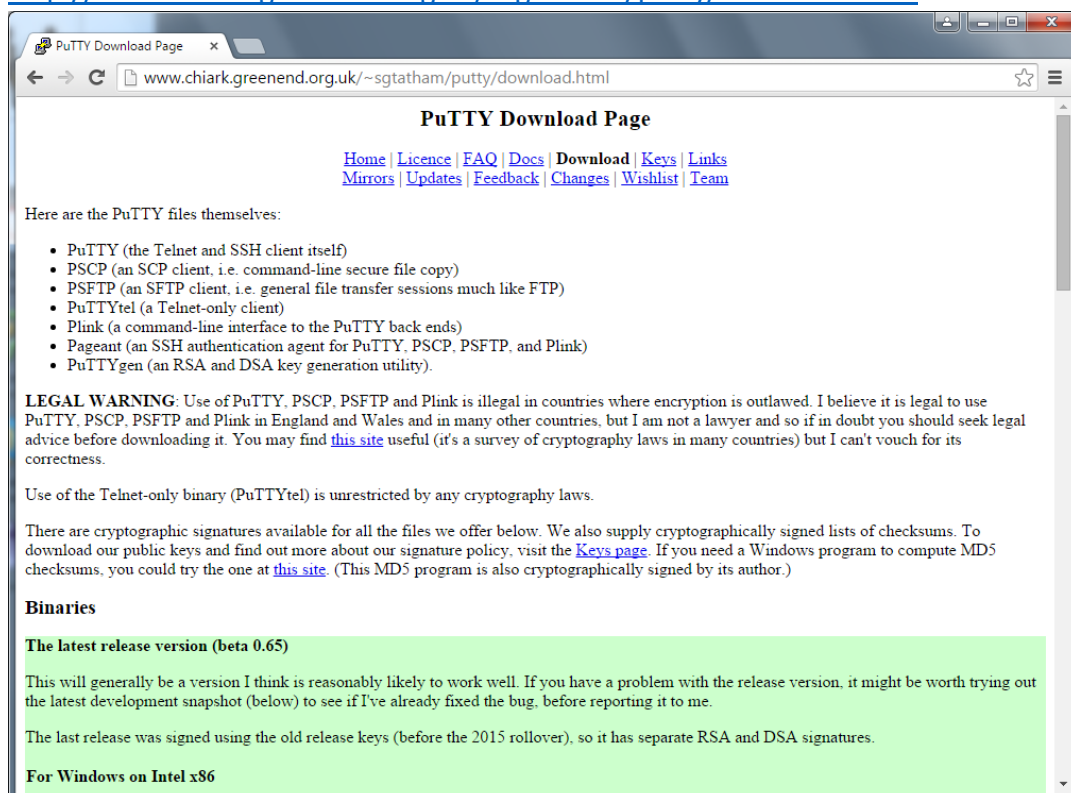 PuTTY Download Page
www.chiark.greenend.org.uk/~sgtatham/putty/download.html
PuTTY Download Page
Home | Licence | FAQ | Docs | Download | Keys | Links
Mirrors | Updates | Feedback | Changes | Wishlist | Team
Here are the PuTTY files themselves:
• PuTTY (the Telnet and SSH client itself)
• PSCP (an SCP client, i.e. command-line secure file copy)
• PSFTP (an SFTP client, i.e. general file transfer sessions much like FTP)
• PuTTYtel (a Telnet-only client)
• Plink (a command-line interface to the PuTTY back ends)
• Pageant (an SSH authentication agent for PuTTY, PSCP, PSFTP, and Plink)
• PuTTYgen (an RSA and DSA key generation utility).
LEGAL WARNING: Use of PuTTY, PSCP, PSFTP and Plink is illegal in countries where encryption is outlawed. I believe it is legal to use
PuTTY, PSCP, PSFTP and Plink in England and Wales and in many other countries, but I am not a lawyer and so if in doubt you should seek legal
advice before downloading it. You may find this site useful (it's a survey of cryptography laws in many countries) but I can't vouch for its
correctness.
Use of the Telnet-only binary (PuTTYtel) is unrestricted by any cryptography laws.
There are cryptographic signatures available for all the files we offer below. We also supply cryptographically signed lists of checksums. To
download our public keys and find out more about our signature policy, visit the Keys page. If you need a Windows program to compute MD5
checksums, you could try the one at this site. (This MD5 program is also cryptographically signed by its author.)
Binaries
The latest release version (beta 0.65)
This will generally be a version I think is reasonably likely to work well. If you have a problem with the release version, it might be worth trying out
the latest development snapshot (below) to see if I've already fixed the bug, before reporting it to me.
The last release was signed using the old release keys (before the 2015 rollover), so it has separate RSA and DSA signatures.
For Windows on Intel x86